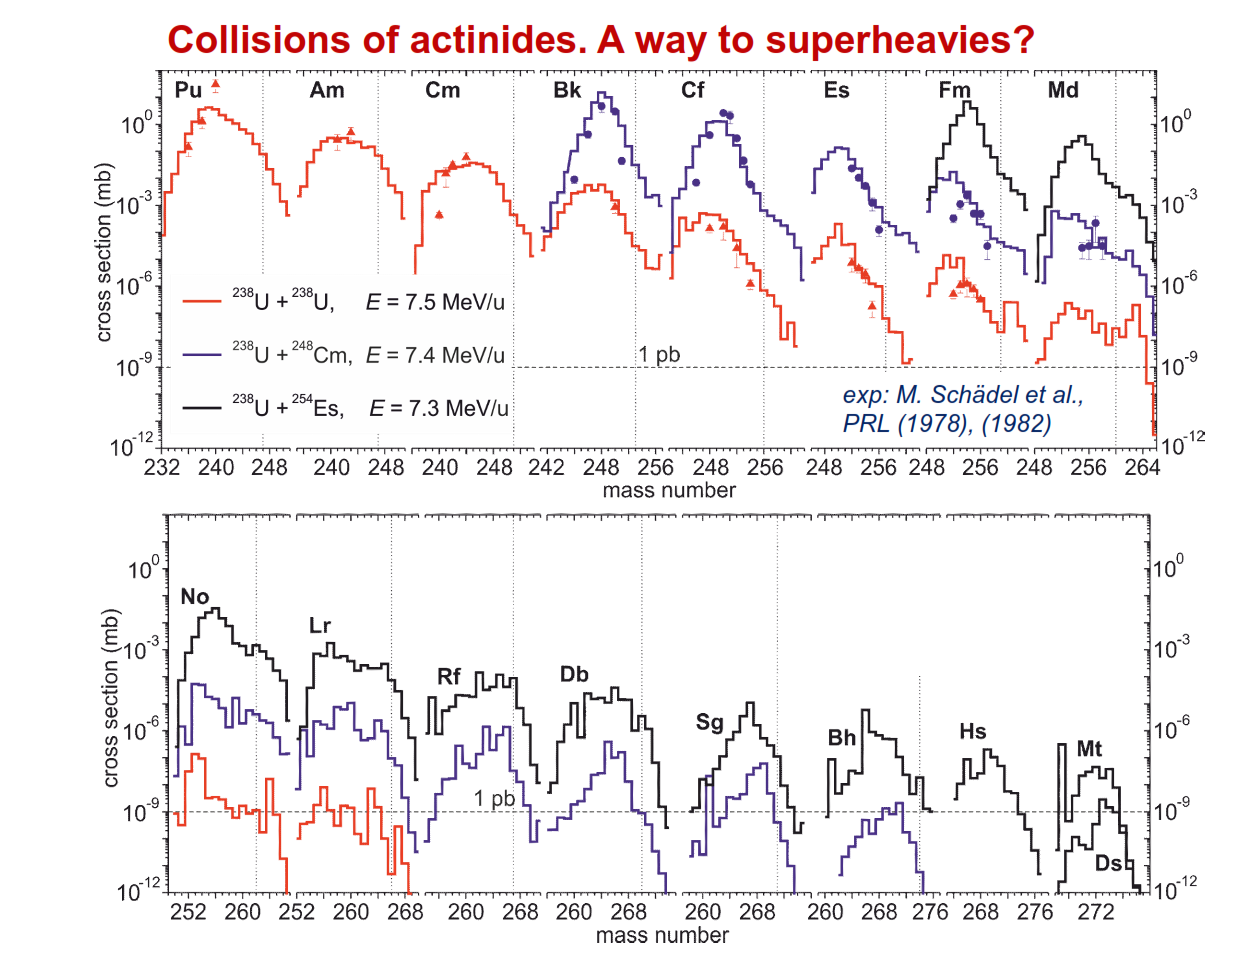 Collisions of actinides. A way to superheavies?
Pu Am Cm Bk Cf Es Fm Md
10^0 10^0
10^-3 10^-3
10^-6 10^-6
10^-9 10^-9
10^-12 10^-12
cross section (mb)
^238U + ^238U, E = 7.5 MeV/u
^238U + ^248Cm, E = 7.4 MeV/u
^238U + ^254Es, E = 7.3 MeV/u
1 pb
exp: M. Schädel et al.,
PRL (1978), (1982)
232 240 248 240 248 240 248 242 248 256 248 256 248 256 248 256 248 256 264
mass number
No Lr Rf Db Sg Bh Hs Mt
Ds
10^0 10^0
10^-3 10^-3
10^-6 10^-6
10^-9 10^-9
10^-12 10^-12
cross section (mb)
1 pb
252 260 252 260 268 260 268 260 268 260 268 260 268 276 268 276 272
mass number